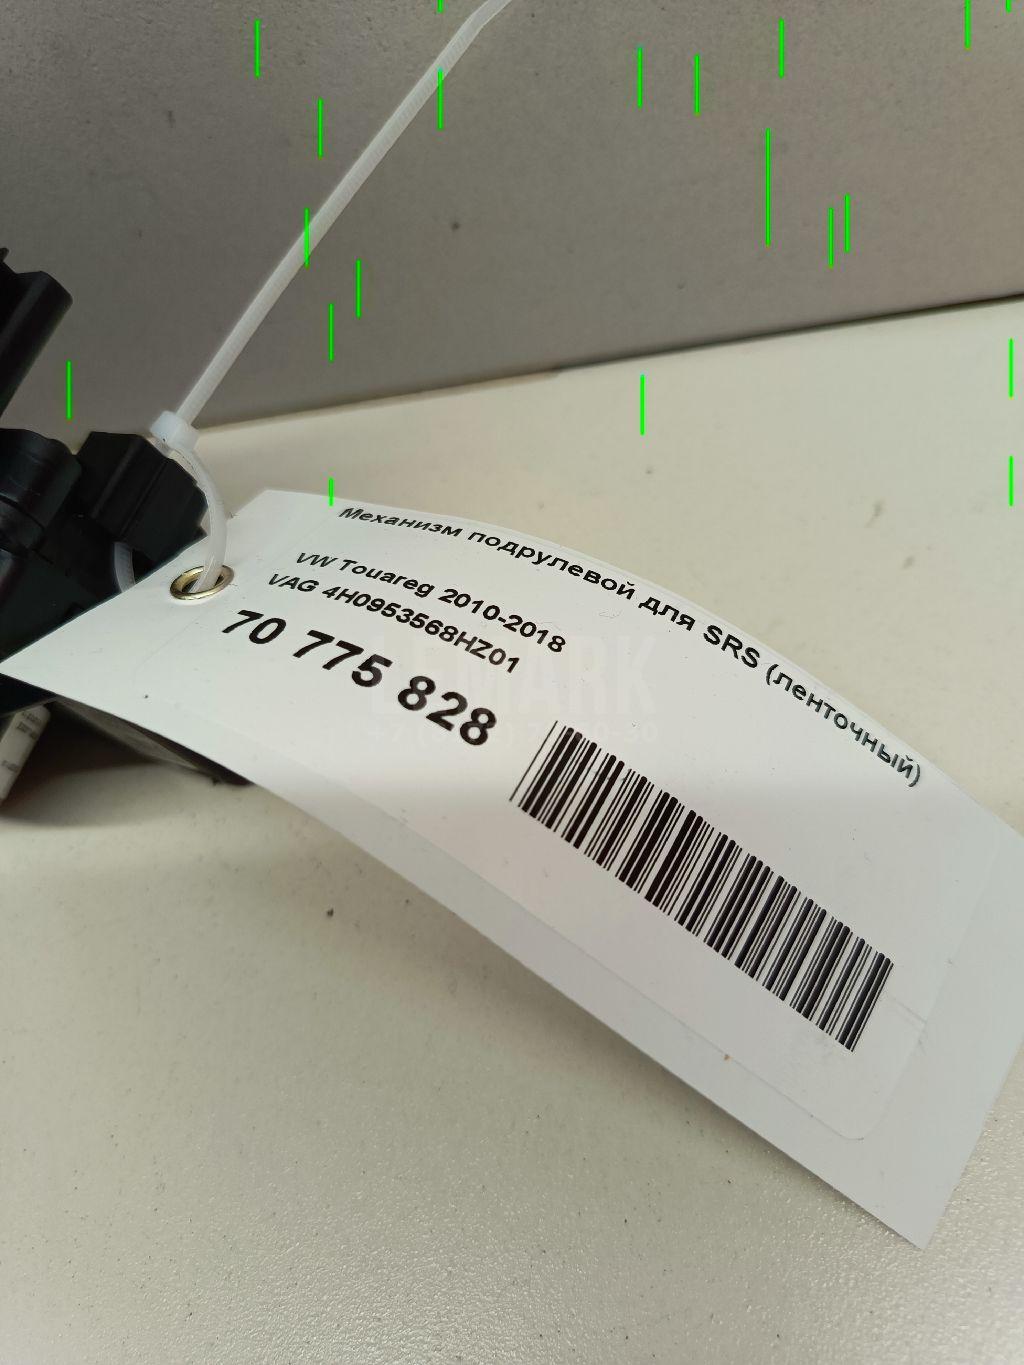 Механизм подрулевой для SRS (ленточный)
VW Touareg 2010-2018
VAG 4H0953568HZ01
70 775 828